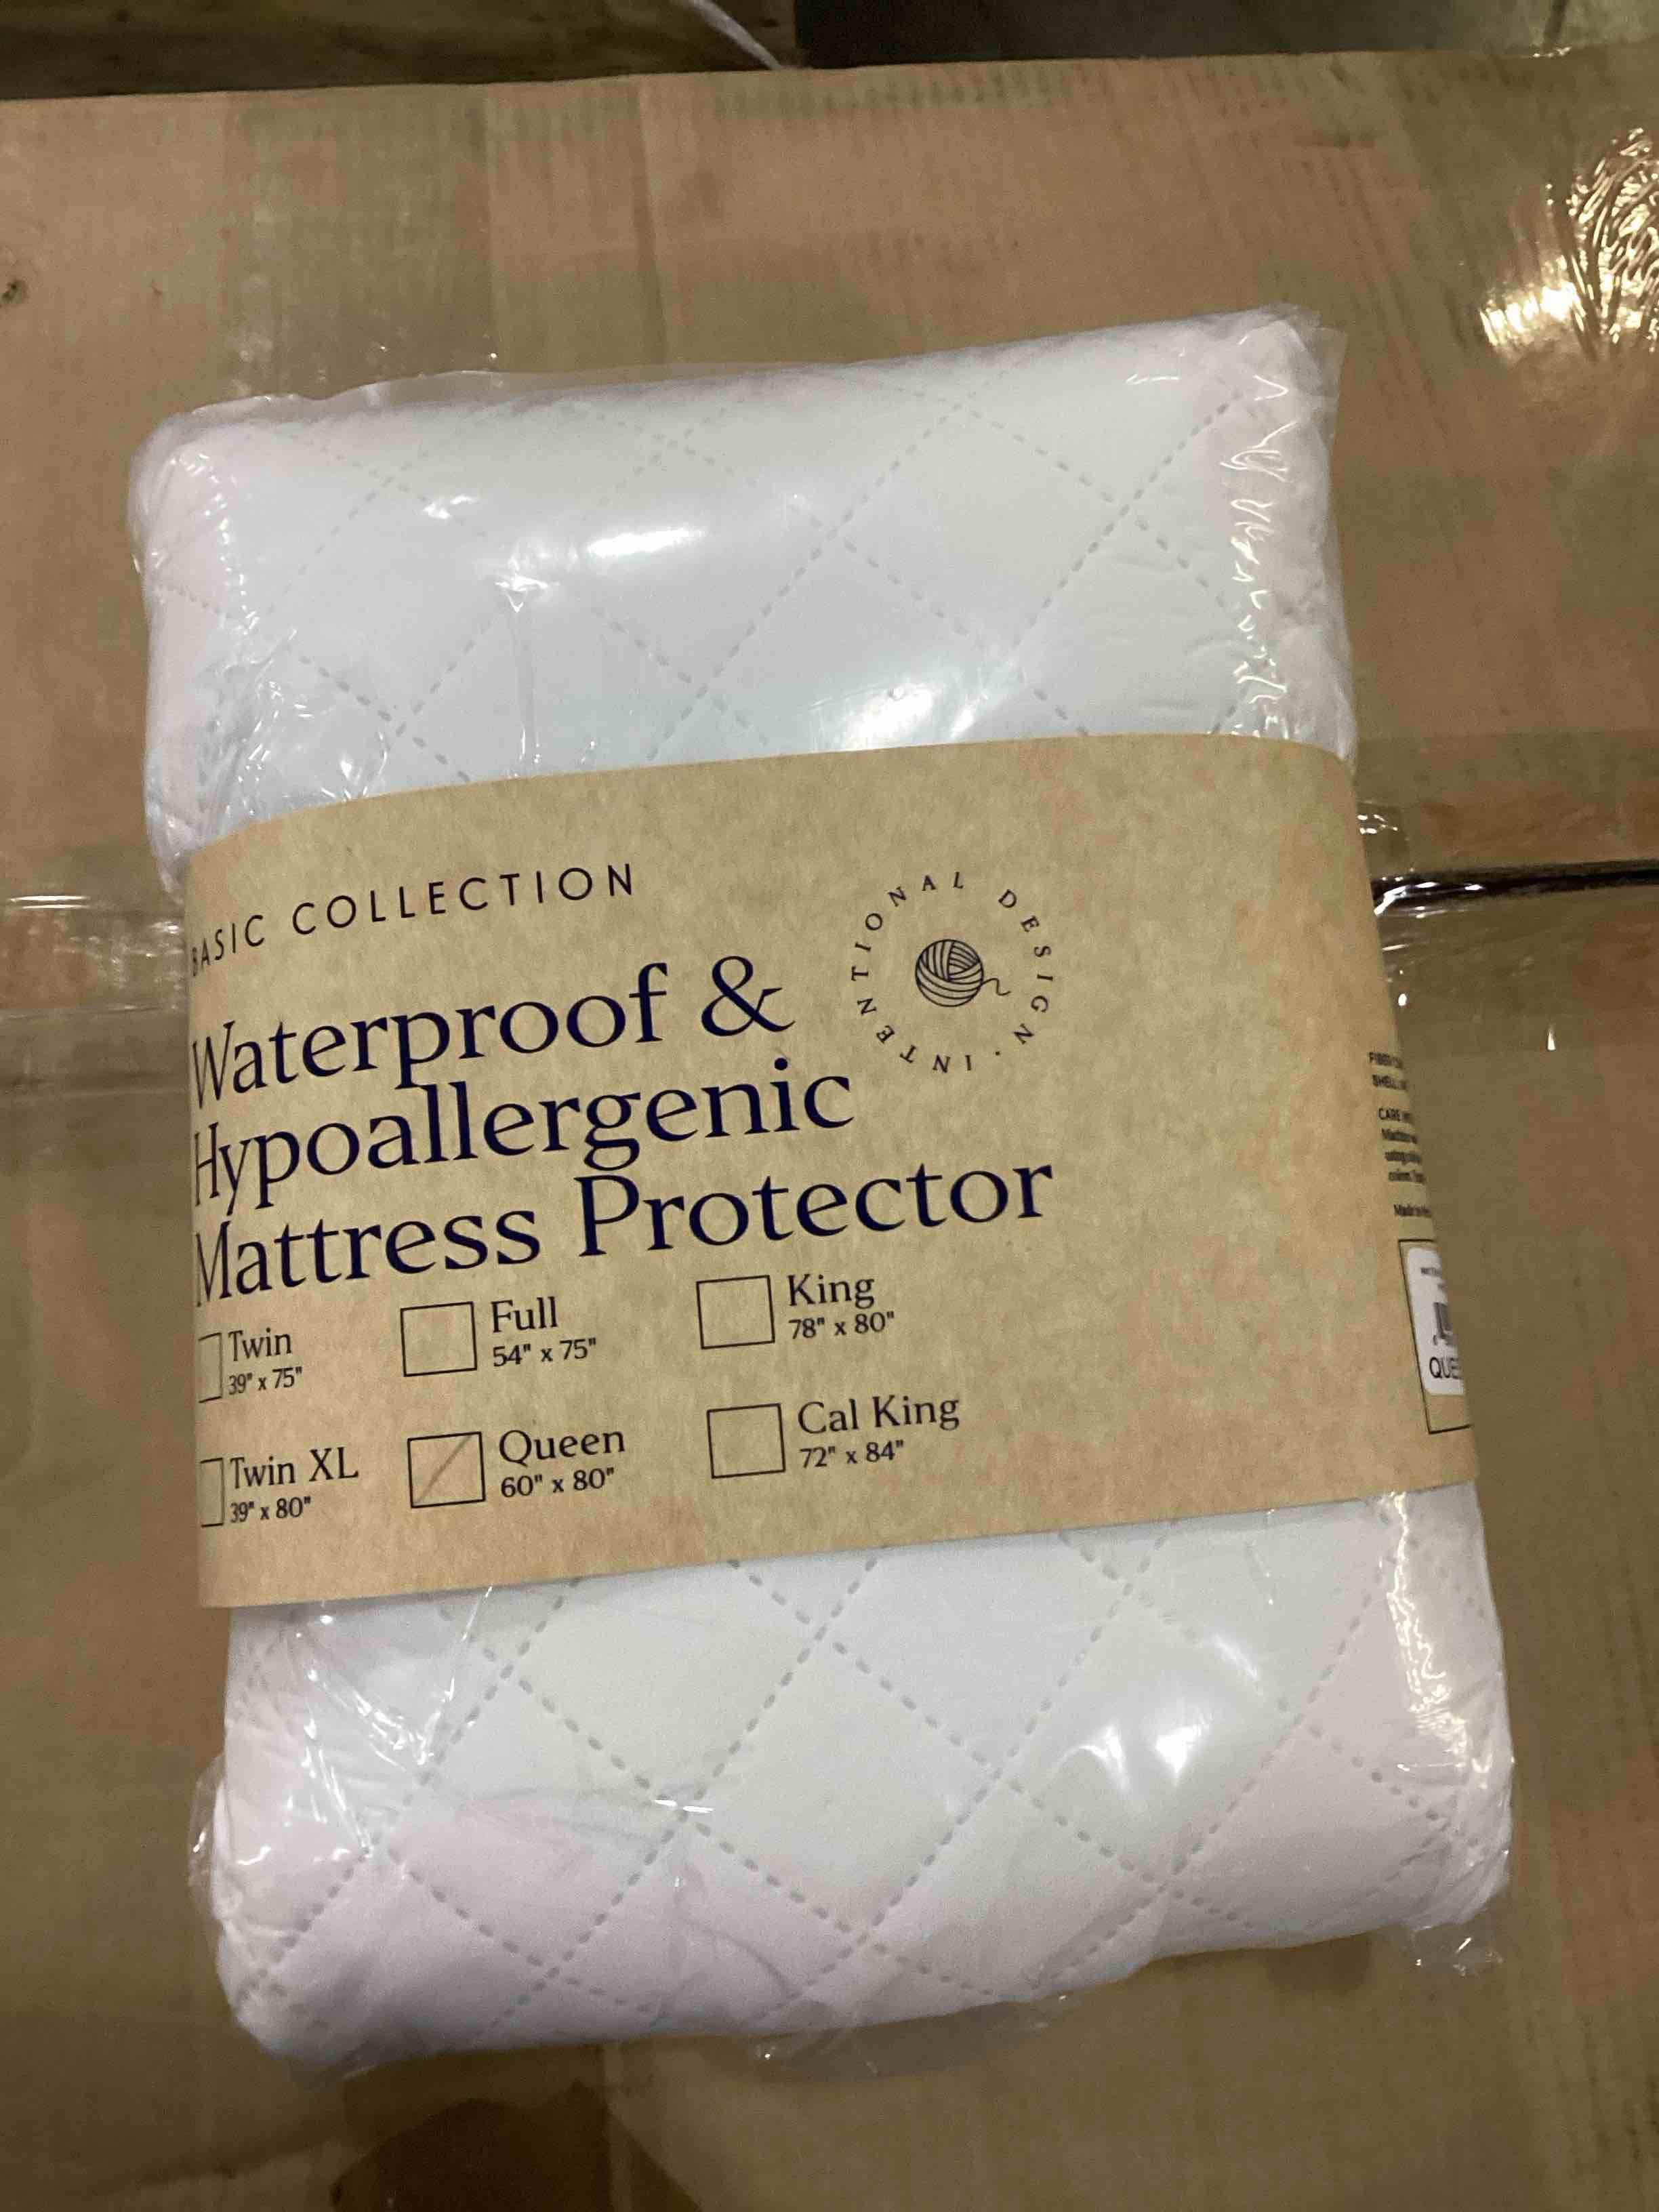 BASIC COLLECTION
INTENTIONAL DESIGN ·
Waterproof &
Hypoallergenic
Mattress Protector
Twin
39" x 75"
Full
54" x 75"
King
78" x 80"
Twin XL
39" x 80"
Queen
60" x 80"
Cal King
72" x 84"
CARE